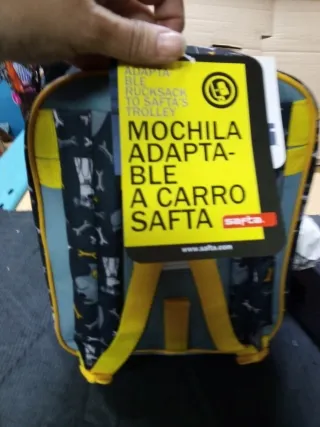 ADAPTA-
BLE
RUCKSACK
TO SAFTA'S
TROLLEY
MOCHILA
ADAPTA-
BLE
A CARRO
SAFTA
safta.
www.safta.com